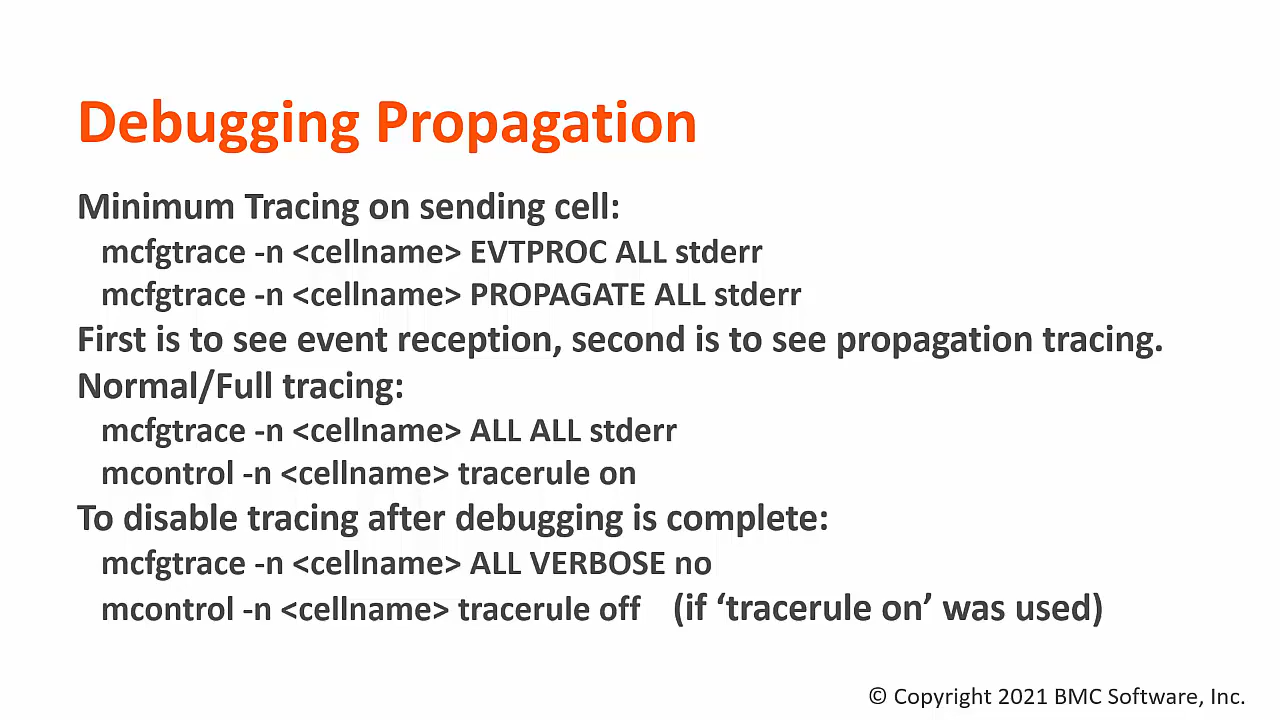 Debugging Propagation
Minimum Tracing on sending cell:
mcfgtrace -n <cellname> EVTPROC ALL stderr
mcfgtrace -n <cellname> PROPAGATE ALL stderr
First is to see event reception, second is to see propagation tracing.
Normal/Full tracing:
mcfgtrace -n <cellname> ALL ALL stderr
mcontrol -n <cellname> tracerule on
To disable tracing after debugging is complete:
mcfgtrace -n <cellname> ALL VERBOSE no
mcontrol -n <cellname> tracerule off (if ‘tracerule on’ was used)
© Copyright 2021 BMC Software, Inc.